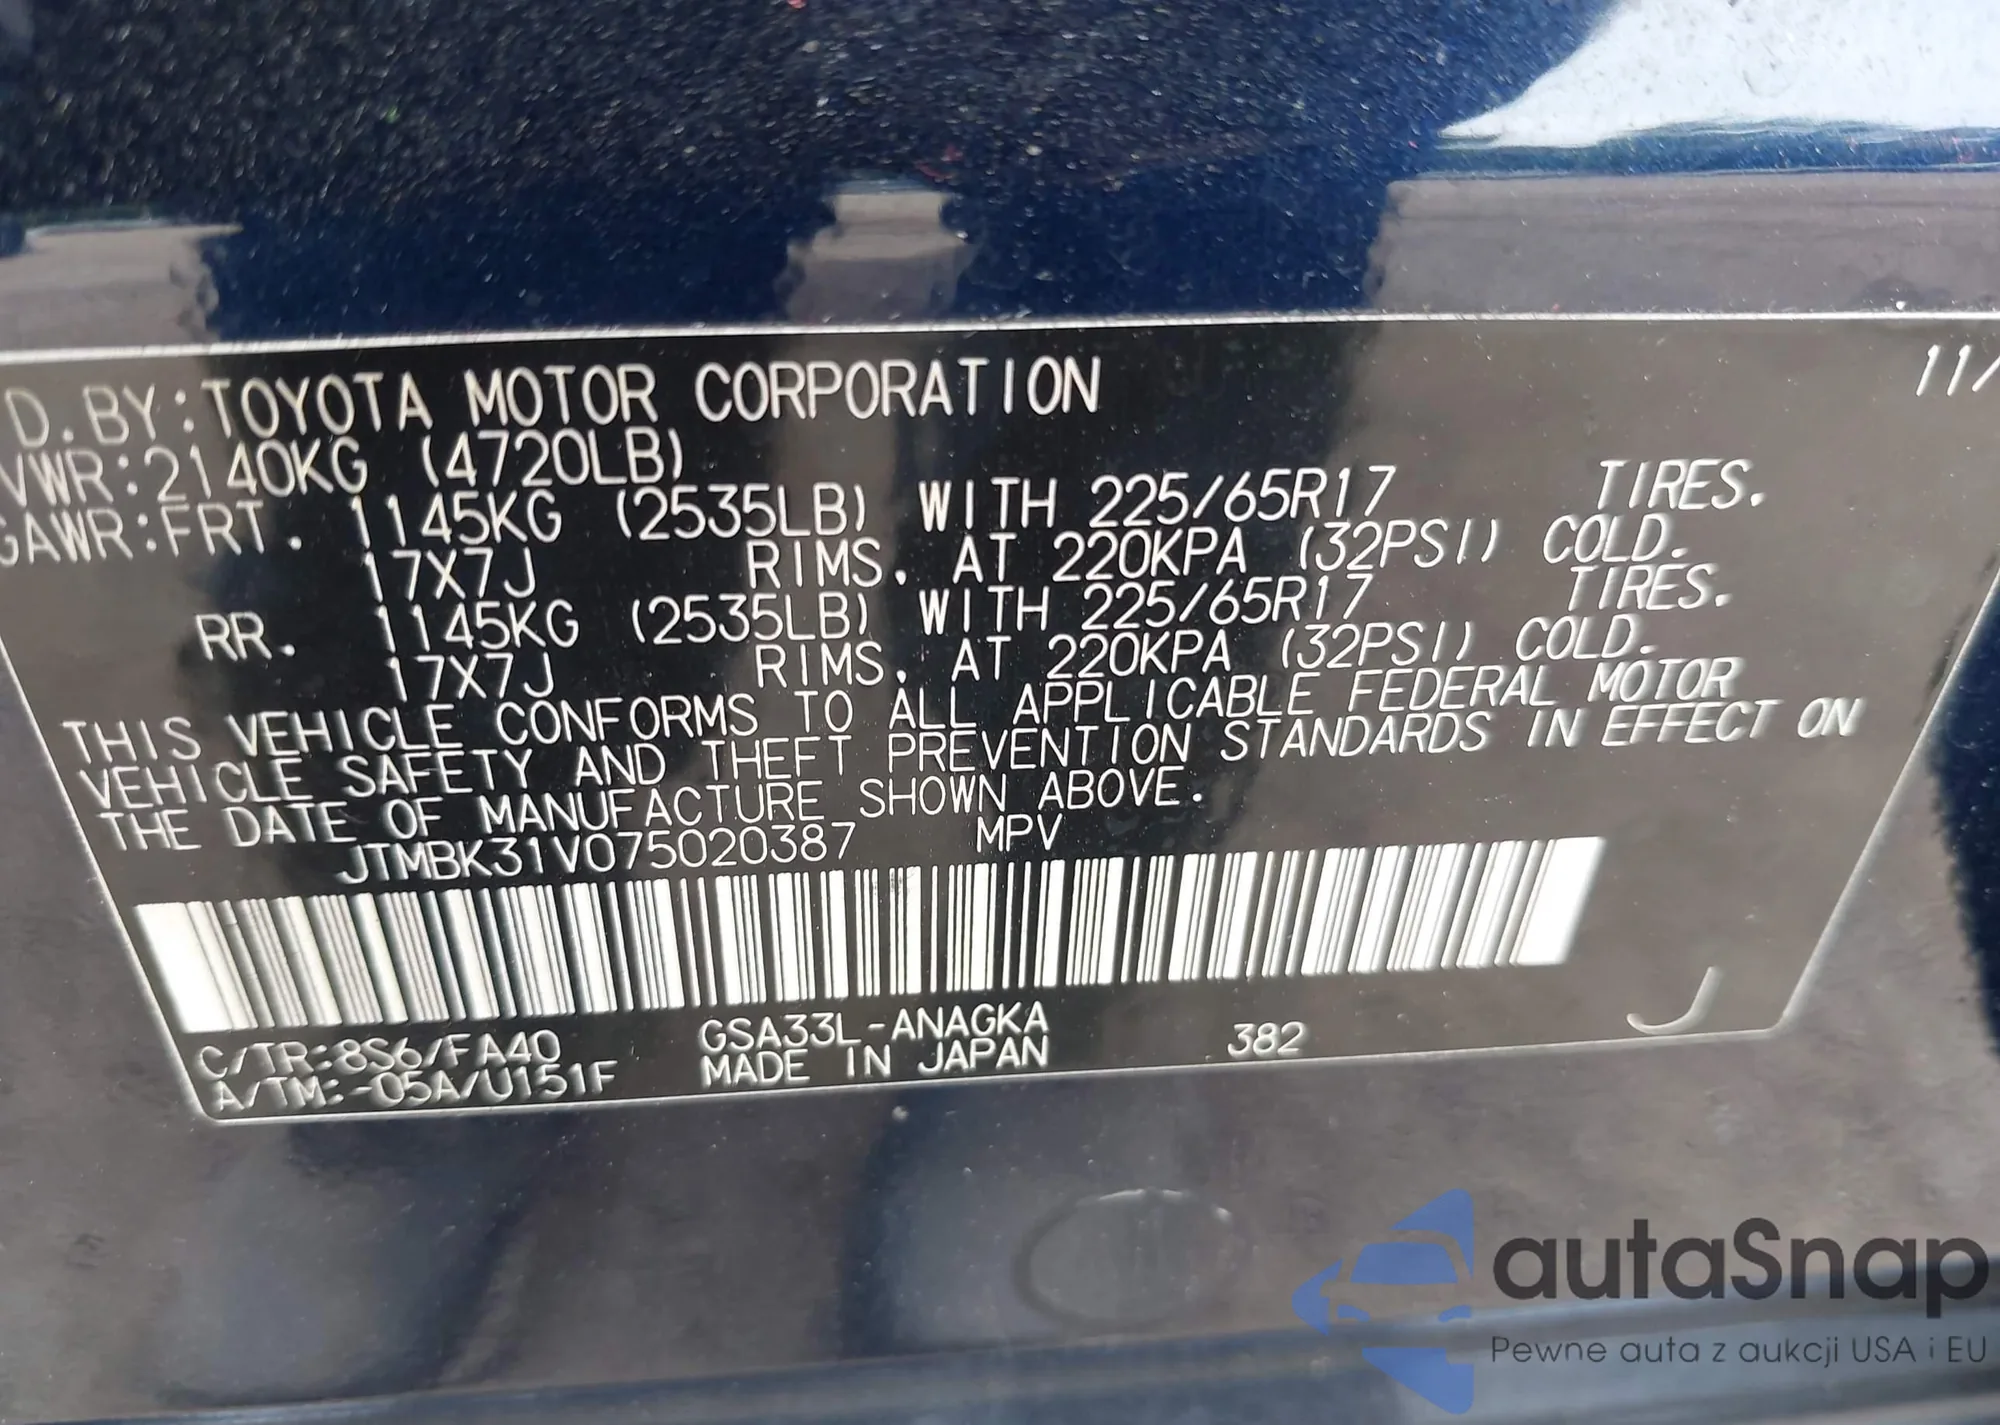 D. BY: TOYOTA MOTOR CORPORATION 11/
VWR: 2140KG (4720LB)
GAWR: FRT. 1145KG (2535LB) WITH 225/65R17 TIRES.
17X7J RIMS. AT 220KPA (32PSI) COLD.
RR. 1145KG (2535LB) WITH 225/65R17 TIRES.
17X7J RIMS. AT 220KPA (32PSI) COLD.
THIS VEHICLE CONFORMS TO ALL APPLICABLE FEDERAL MOTOR
VEHICLE SAFETY AND THEFT PREVENTION STANDARDS IN EFFECT ON
THE DATE OF MANUFACTURE SHOWN ABOVE.
JTMBK31V075020387 MPV
C/TR: 8S6/FA40 GSA33L-ANAGKA 382 J
A/TM: -05A/U151F MADE IN JAPAN
autaSnap
Pewne auta z aukcji USA i EU